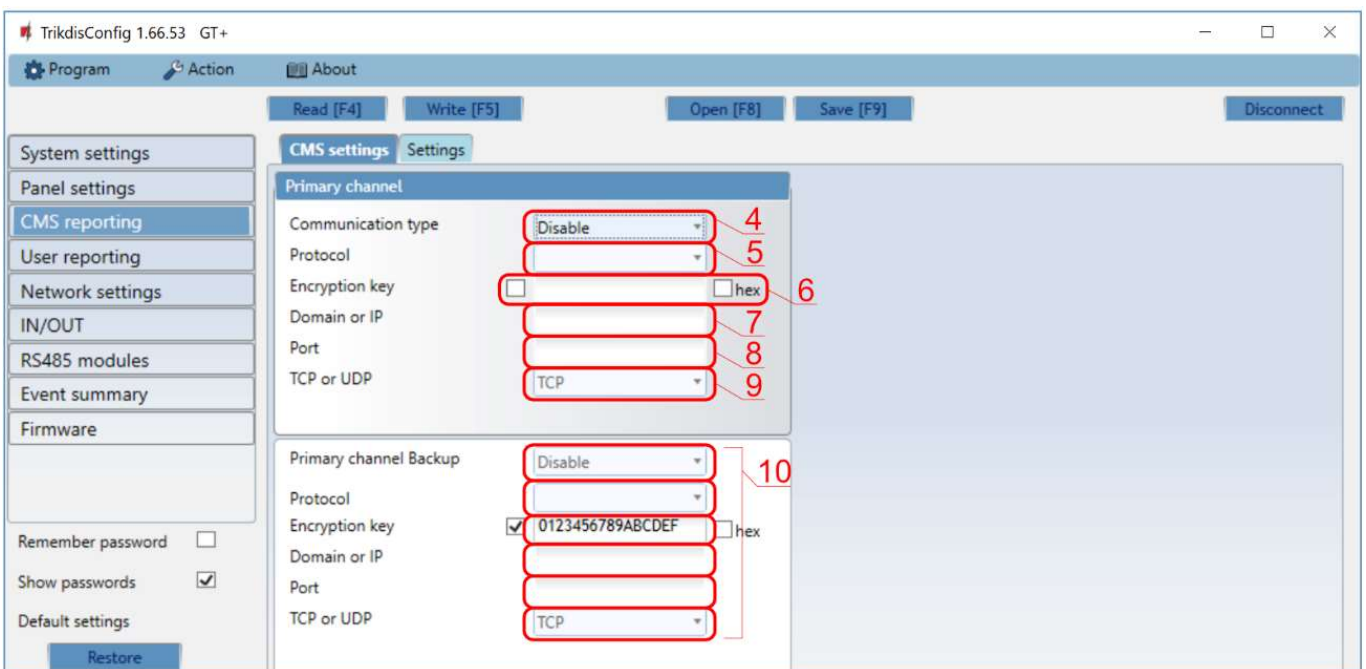 TrikdisConfig 1.66.53 GT+
Program Action About
Read [F4] Write [F5] Open [F8] Save [F9] Disconnect
System settings
Panel settings
CMS reporting
User reporting
Network settings
IN/OUT
RS485 modules
Event summary
Firmware
Remember password
Show passwords
Default settings
Restore
CMS settings Settings
Primary channel
Communication type Disable 4
Protocol 5
Encryption key hex 6
Domain or IP 7
Port 8
TCP or UDP TCP 9
Primary channel Backup Disable 10
Protocol
Encryption key 0123456789ABCDEF hex
Domain or IP
Port
TCP or UDP TCP